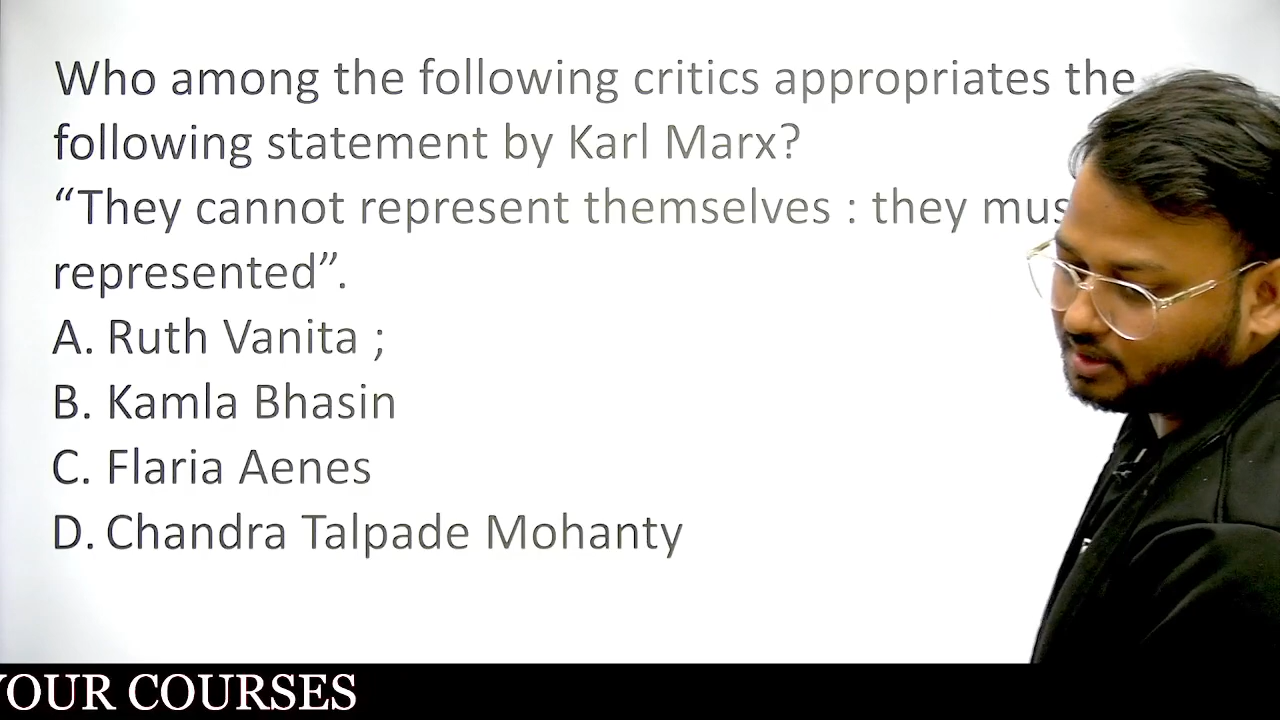 Who among the following critics appropriates the
following statement by Karl Marx?
“They cannot represent themselves : they
represented”.
A. Ruth Vanita ;
B. Kamla Bhasin
C. Flaria Aenes
D. Chandra Talpade Mohanty
YOUR COURSES